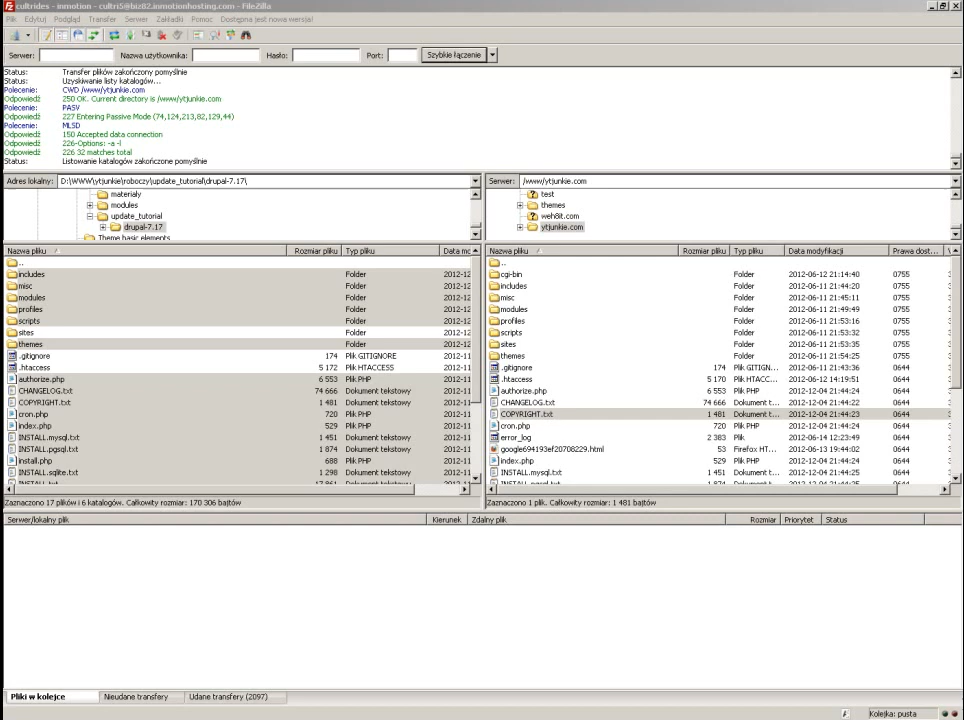 cultrides - inmotion - cultri5@biz82.inmotionhosting.com - FileZilla
Plik Edytuj Podgląd Transfer Serwer Zakładki Pomoc Dostępna jest nowa wersja!
Serwer: Nazwa użytkownika: Hasło: Port: Szybkie łączenie
Status: Transfer plików zakończony pomyślnie
Status: Uzyskiwanie listy katalogów...
Polecenie: CWD /www/ytjunkie.com
Odpowiedź 250 OK. Current directory is /www/ytjunkie.com
Polecenie: PASV
Odpowiedź 227 Entering Passive Mode (74,124,213,82,129,44)
Polecenie: MLSD
Odpowiedź 150 Accepted data connection
Odpowiedź 226-Options: -a -l
Odpowiedź 226 32 matches total
Status: Listowanie katalogów zakończone pomyślnie
Adres lokalny: D:\WWW\ytjunkie\roboczy\update_tutorial\drupal-7.17\
materialy
modules
update_tutorial
drupal-7.17
Theme basic elements
Serwer: /www/ytjunkie.com
test
themes
weh8it.com
ytjunkie.com
Nazwa pliku Rozmiar pliku Typ pliku Data mo
..
includes Folder 2012-12
misc Folder 2012-12
modules Folder 2012-12
profiles Folder 2012-12
scripts Folder 2012-12
sites Folder 2012-12
themes Folder 2012-12
.gitignore 174 Plik GITIGNORE 2012-11
.htaccess 5 172 Plik HTACCESS 2012-11
authorize.php 6 553 Plik PHP 2012-11
CHANGELOG.txt 74 666 Dokument tekstowy 2012-11
COPYRIGHT.txt 1 481 Dokument tekstowy 2012-11
cron.php 720 Plik PHP 2012-11
index.php 529 Plik PHP 2012-11
INSTALL.mysql.txt 1 451 Dokument tekstowy 2012-11
INSTALL.pgsql.txt 1 874 Dokument tekstowy 2012-11
install.php 688 Plik PHP 2012-11
INSTALL.sqlite.txt 1 298 Dokument tekstowy 2012-11
INSTALL.txt 17 861 Dokument tekstowy 2012-11
Zaznaczono 17 plików i 6 katalogów. Całkowity rozmiar: 170 306 bajtów
Nazwa pliku Rozmiar pliku Typ pliku Data modyfikacji Prawa dost...
..
cgi-bin Folder 2012-06-12 21:14:40 0755
includes Folder 2012-06-11 21:44:20 0755
misc Folder 2012-06-11 21:45:11 0755
modules Folder 2012-06-11 21:49:49 0755
profiles Folder 2012-06-11 21:53:16 0755
scripts Folder 2012-06-11 21:53:32 0755
sites Folder 2012-06-11 21:53:35 0755
themes Folder 2012-06-11 21:54:25 0755
.gitignore 174 Plik GITIGN... 2012-06-11 21:43:36 0644
.htaccess 5 170 Plik HTACC... 2012-06-12 14:19:51 0644
authorize.php 6 553 Plik PHP 2012-12-04 21:44:24 0644
CHANGELOG.txt 74 666 Dokument t... 2012-12-04 21:44:22 0644
COPYRIGHT.txt 1 481 Dokument t... 2012-12-04 21:44:23 0644
cron.php 720 Plik PHP 2012-12-04 21:44:24 0644
error_log 2 383 Plik 2012-06-14 12:23:49 0644
google694193ef20708229.html 53 Firefox HT... 2012-06-13 19:44:02 0644
index.php 529 Plik PHP 2012-12-04 21:44:24 0644
INSTALL.mysql.txt 1 451 Dokument t... 2012-12-04 21:44:24 0644
Zaznaczono 1 plik. Całkowity rozmiar: 1 481 bajtów
Serwer/lokalny plik Kierunek Zdalny plik Rozmiar Priorytet Status
Pliki w kolejce Nieudane transfery Udane transfery (2097)
Kolejka: pusta